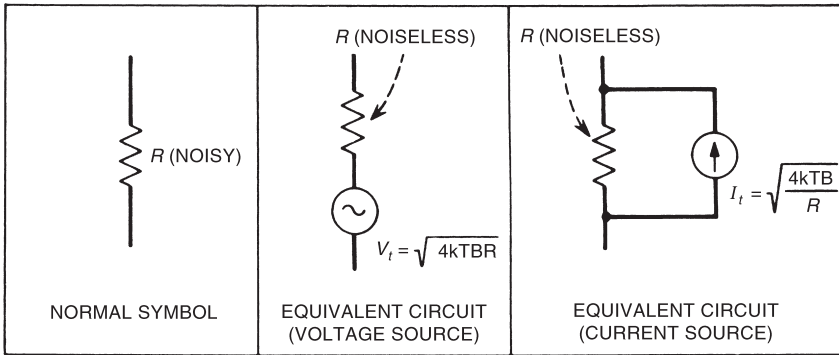 R (NOISY)
NORMAL SYMBOL
R (NOISELESS)
V_t = √4kTBR
EQUIVALENT CIRCUIT
(VOLTAGE SOURCE)
R (NOISELESS)
I_t = √(4kTB/R)
EQUIVALENT CIRCUIT
(CURRENT SOURCE)